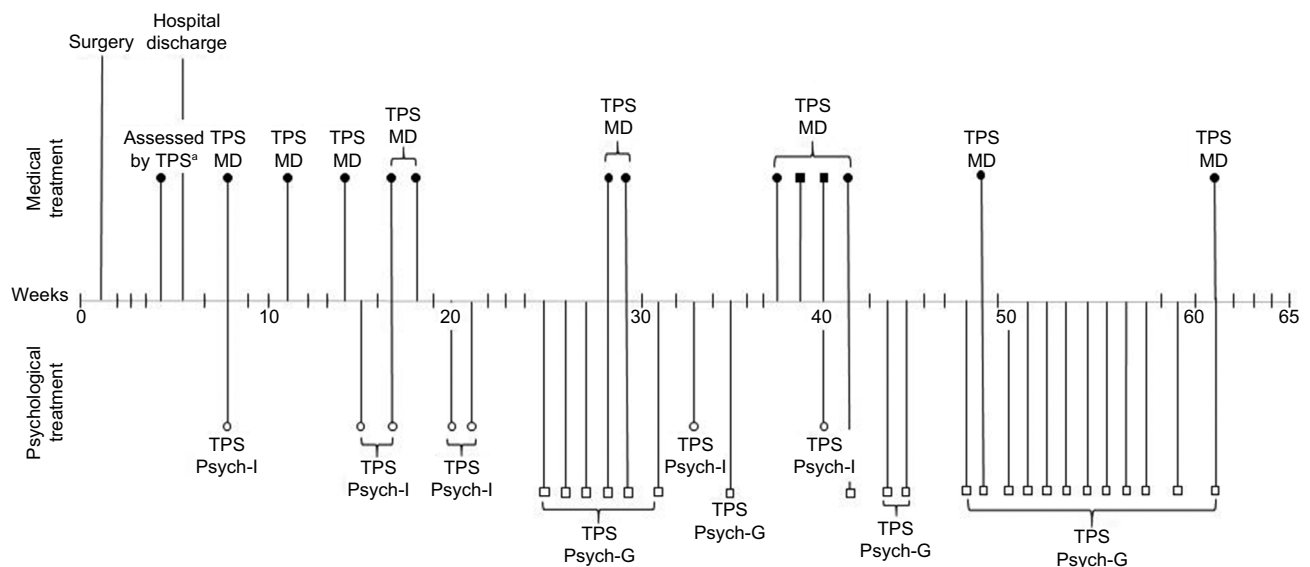 Surgery
Hospital
discharge
Medical
treatment
Assessed
by TPSa
TPS
MD
TPS
MD
TPS
MD
TPS
MD
TPS
MD
TPS
MD
TPS
MD
TPS
MD
Weeks
0
10
20
30
40
50
60
65
Psychological
treatment
TPS
Psych-I
TPS
Psych-I
TPS
Psych-I
TPS
Psych-G
TPS
Psych-I
TPS
Psych-G
TPS
Psych-I
TPS
Psych-G
TPS
Psych-G